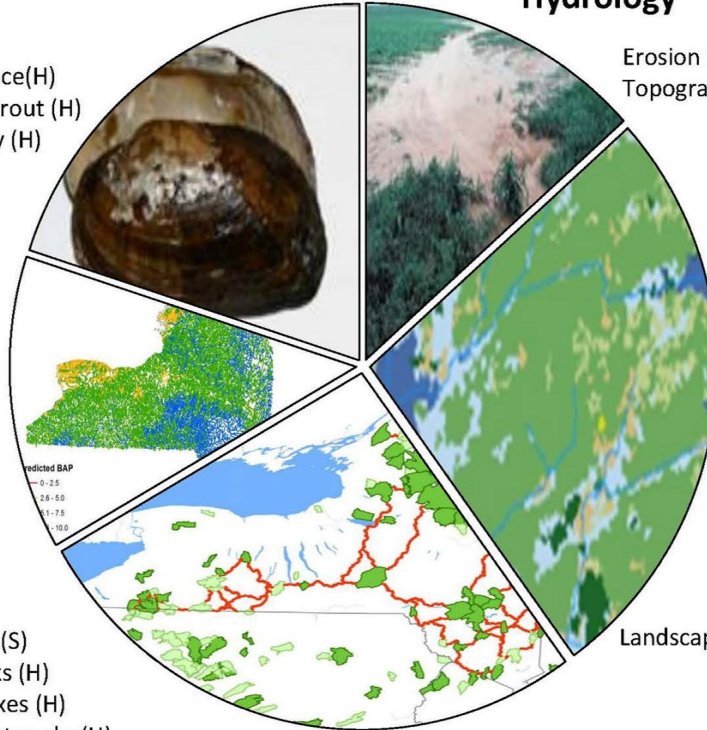 Hydrology
Erosion
Topogra
ce(H)
rout (H)
(H)
redicted BAP
0 - 2.5
2.6 - 5.0
5.1 - 7.5
- 10.0
(S)
s (H)
xes (H)
Landscap